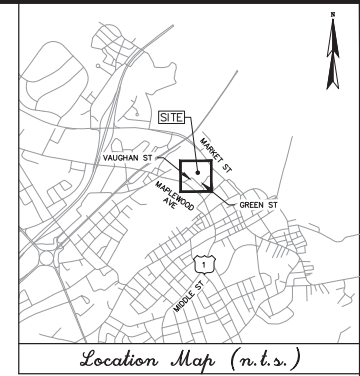 N
SITE
MARKET ST
VAUGHAN ST
MAPLEWOOD
AVE
GREEN ST
1
MIDDLE ST
Location Map (n.t.s.)